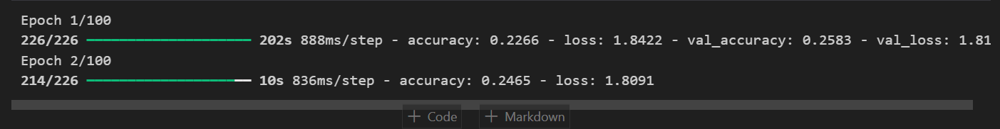 Epoch 1/100
226/226 ━━━━━━━━━━━━━━━━━━━━ 202s 888ms/step - accuracy: 0.2266 - loss: 1.8422 - val_accuracy: 0.2583 - val_loss: 1.81
Epoch 2/100
214/226 ━━━━━━━━━━━━━━━━━━━━ 10s 836ms/step - accuracy: 0.2465 - loss: 1.8091
+ Code + Markdown